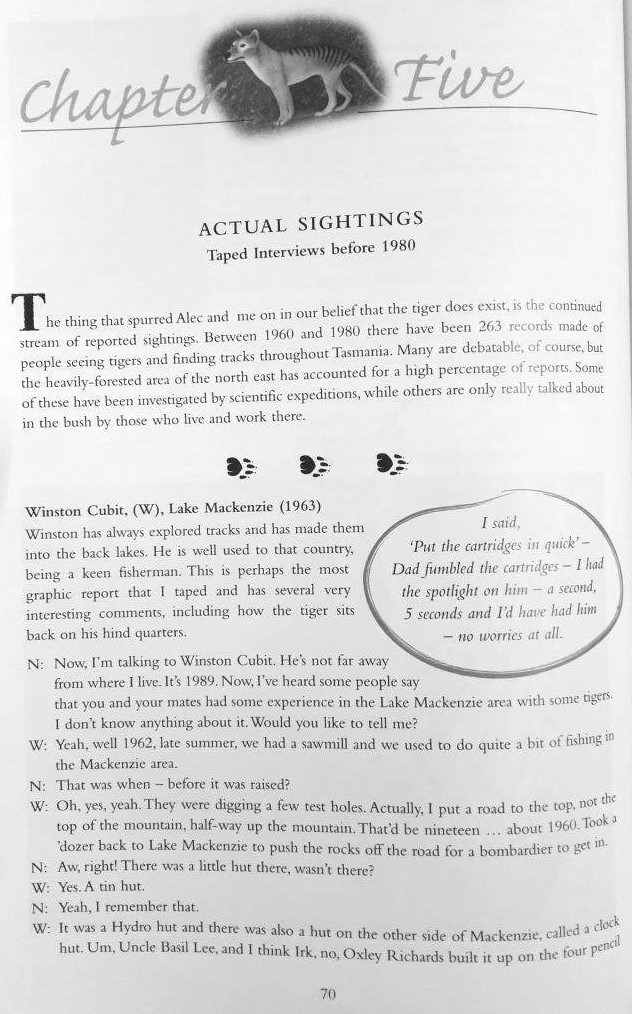 Chapter Five
ACTUAL SIGHTINGS
Taped Interviews before 1980
The thing that spurred Alec and me on in our belief that the tiger does exist, is the continued
stream of reported sightings. Between 1960 and 1980 there have been 263 records made of
people seeing tigers and finding tracks throughout Tasmania. Many are debatable, of course, but
the heavily-forested area of the north east has accounted for a high percentage of reports. Some
of these have been investigated by scientific expeditions, while others are only really talked about
in the bush by those who live and work there.
Winston Cubit, (W), Lake Mackenzie (1963)
Winston has always explored tracks and has made them
into the back lakes. He is well used to that country,
being a keen fisherman. This is perhaps the most
graphic report that I taped and has several very
interesting comments, including how the tiger sits
back on his hind quarters.
I said,
'Put the cartridges in quick' –
Dad fumbled the cartridges – I had
the spotlight on him – a second,
5 seconds and I'd have had him
– no worries at all.
N: Now, I'm talking to Winston Cubit. He's not far away
from where I live. It's 1989. Now, I've heard some people say
that you and your mates had some experience in the Lake Mackenzie area with some tigers.
I don't know anything about it. Would you like to tell me?
W: Yeah, well 1962, late summer, we had a sawmill and we used to do quite a bit of fishing in
the Mackenzie area.
N: That was when – before it was raised?
W: Oh, yes, yeah. They were digging a few test holes. Actually, I put a road to the top, not the
top of the mountain, half-way up the mountain. That'd be nineteen ... about 1960. Took a
'dozer back to Lake Mackenzie to push the rocks off the road for a bombardier to get in.
N: Aw, right! There was a little hut there, wasn't there?
W: Yes. A tin hut.
N: Yeah, I remember that.
W: It was a Hydro hut and there was also a hut on the other side of Mackenzie, called a clock
hut. Um, Uncle Basil Lee, and I think Irk, no, Oxley Richards built it up on the four pencil
70